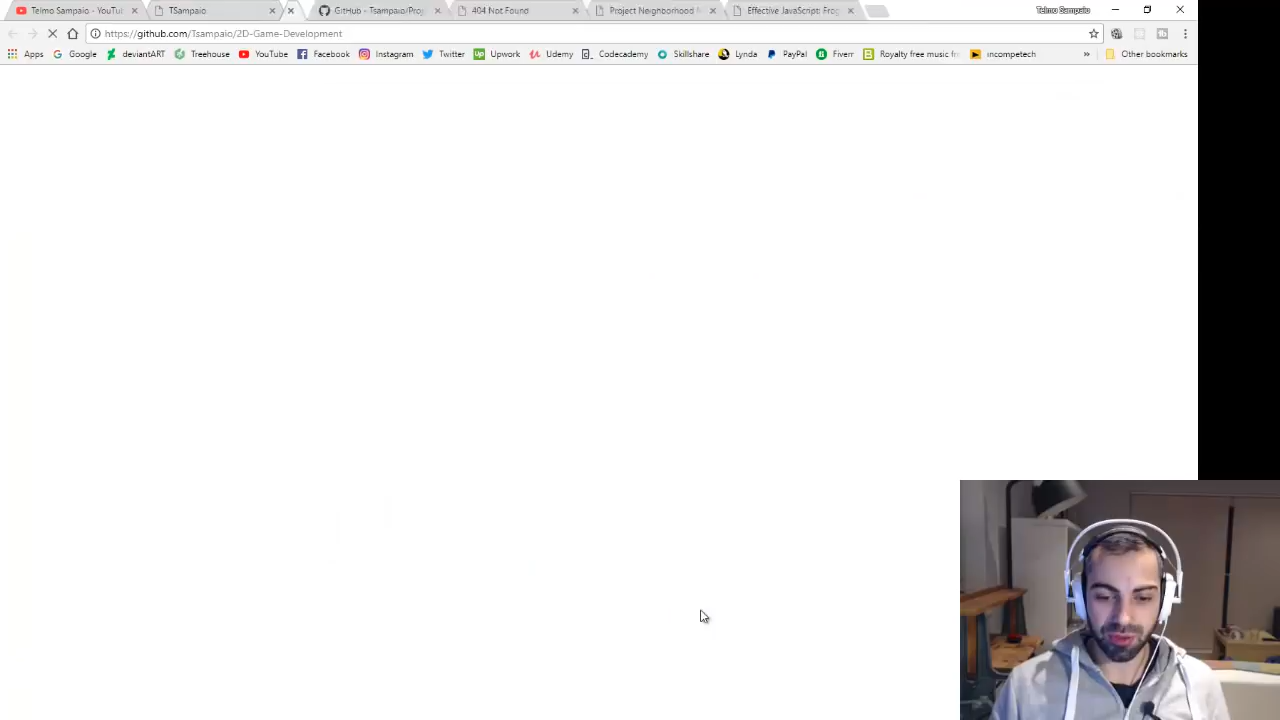 Telmo Sampaio - YouTu
TSampaio
GitHub - Tsampaio/Proj
404 Not Found
Project Neighborhood M
Effective JavaScript: Frog
Telmo Sampaio
https://github.com/Tsampaio/2D-Game-Development
Apps
Google
deviantART
Treehouse
YouTube
Facebook
Instagram
Twitter
Upwork
Udemy
Codecademy
Skillshare
Lynda
PayPal
Fiverr
Royalty free music fr
incompetech
»
Other bookmarks